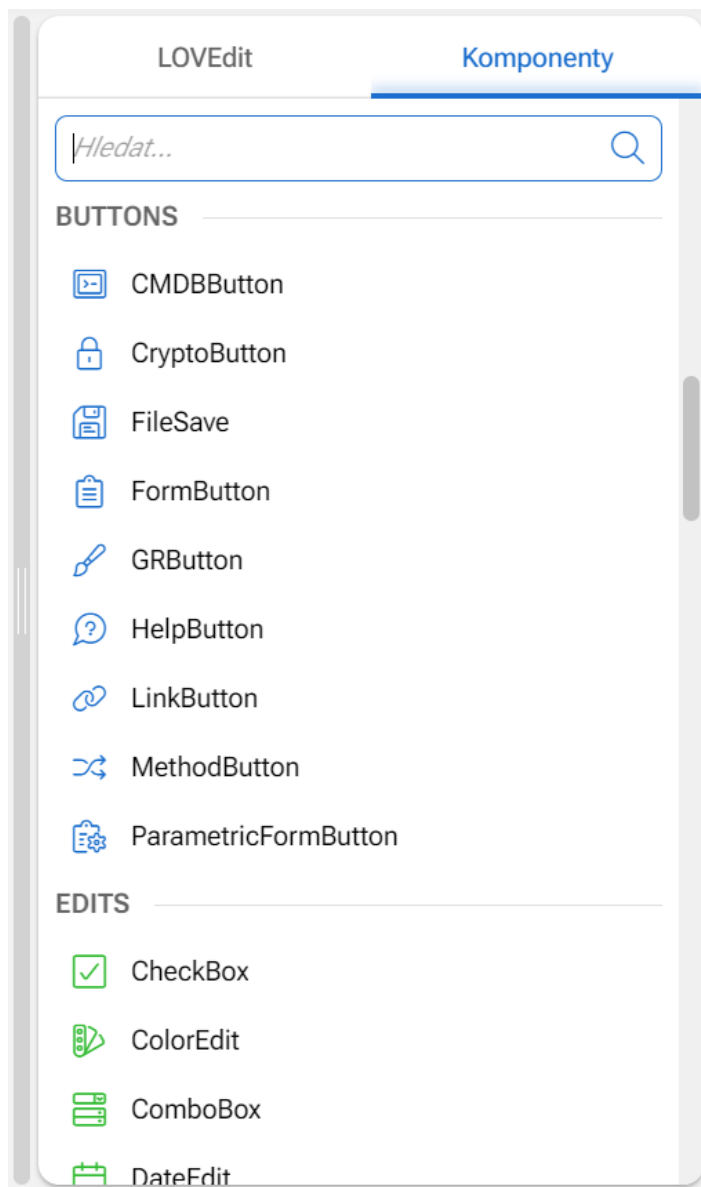 LOVEdit
Komponenty
Hledat...
BUTTONS
CMDBButton
CryptoButton
FileSave
FormButton
GRButton
HelpButton
LinkButton
MethodButton
ParametricFormButton
EDITS
CheckBox
ColorEdit
ComboBox
DateEdit